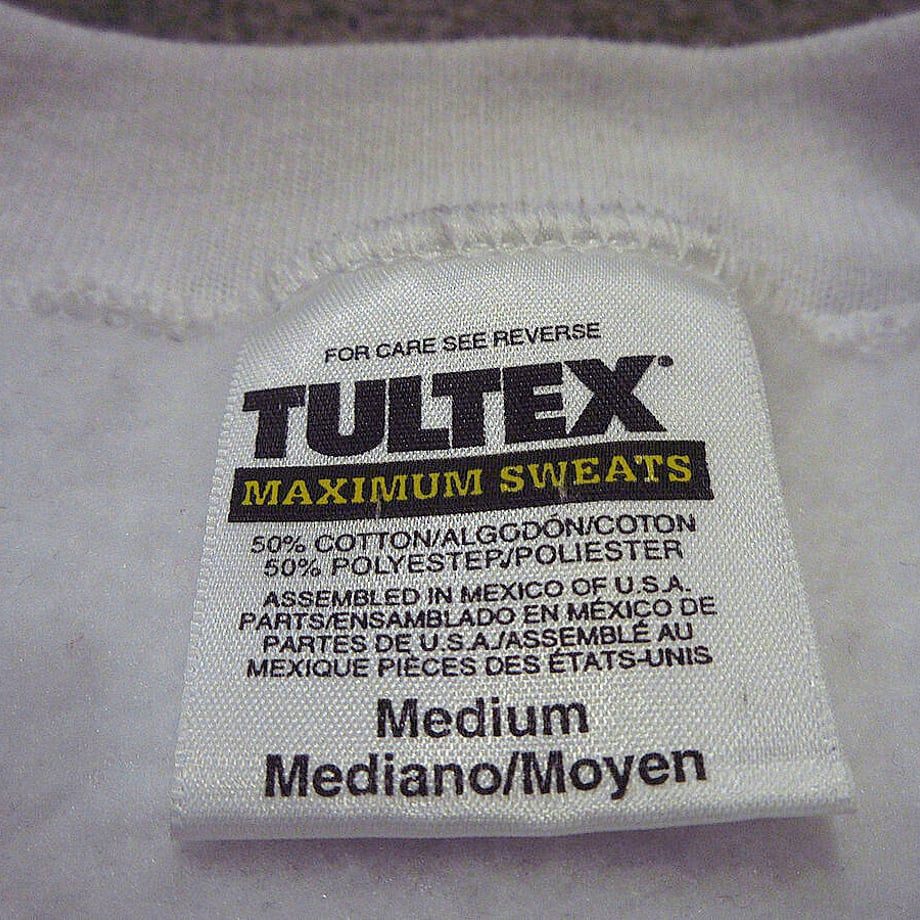 FOR CARE SEE REVERSE
TULTEX
MAXIMUM SWEATS
50% COTTON/ALGODÓN/COTON
50% POLYESTER/POLIESTER
ASSEMBLED IN MEXICO OF U.S.A.
PARTS/ENSAMBLADO EN MÉXICO DE
PARTES DE U.S.A./ASSEMBLÉ AU
MEXIQUE PIÈCES DES ÉTATS-UNIS
Medium
Mediano/Moyen